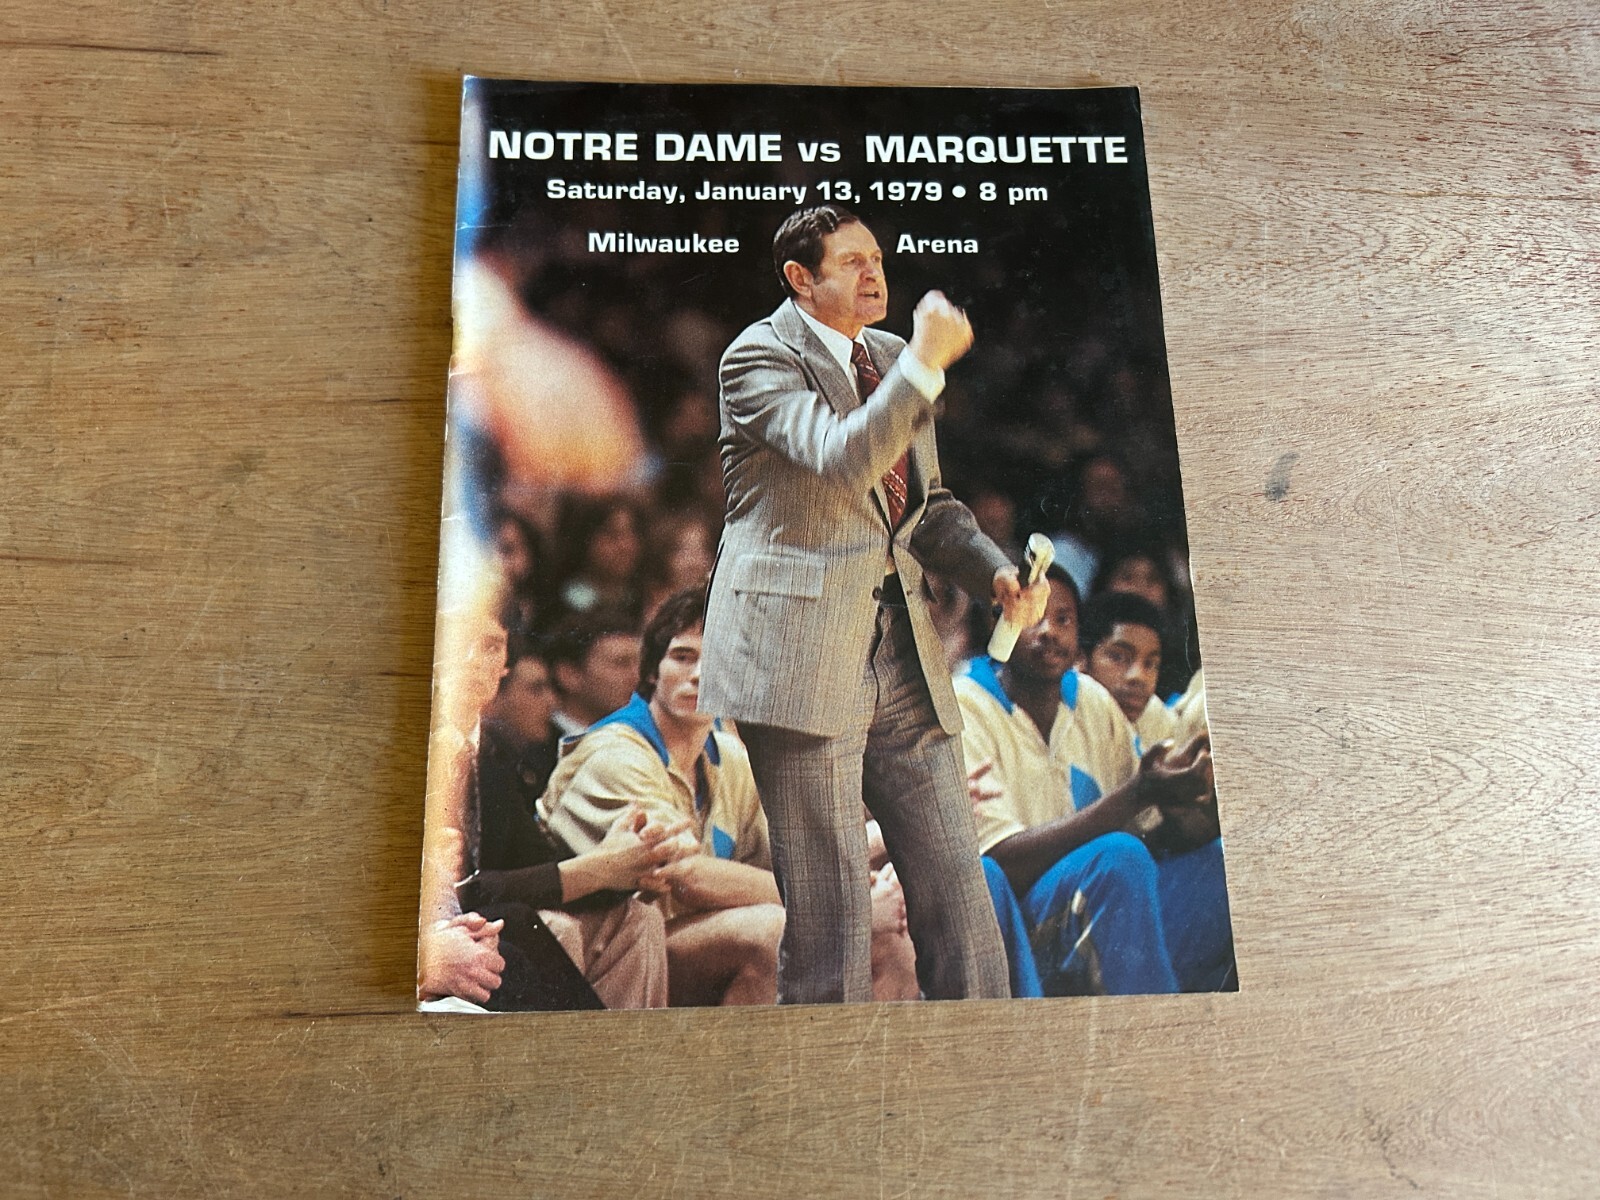 NOTRE DAME vs MARQUETTE
Saturday, January 13, 1979 • 8 pm
Milwaukee Arena